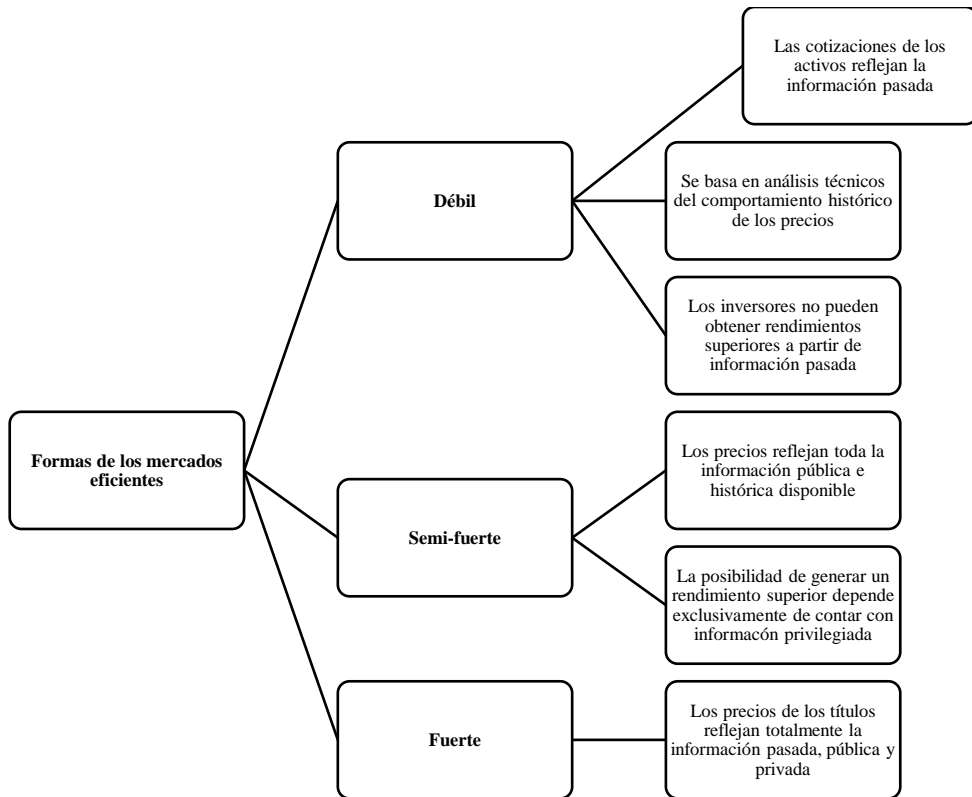 Formas de los mercados
eficientes
Débil
Las cotizaciones de los
activos reflejan la
información pasada
Se basa en análisis técnicos
del comportamiento histórico
de los precios
Los inversores no pueden
obtener rendimientos
superiores a partir de
información pasada
Semi-fuerte
Los precios reflejan toda la
información pública e
histórica disponible
La posibilidad de generar un
rendimiento superior depende
exclusivamente de contar con
informacón privilegiada
Fuerte
Los precios de los títulos
reflejan totalmente la
información pasada, pública y
privada